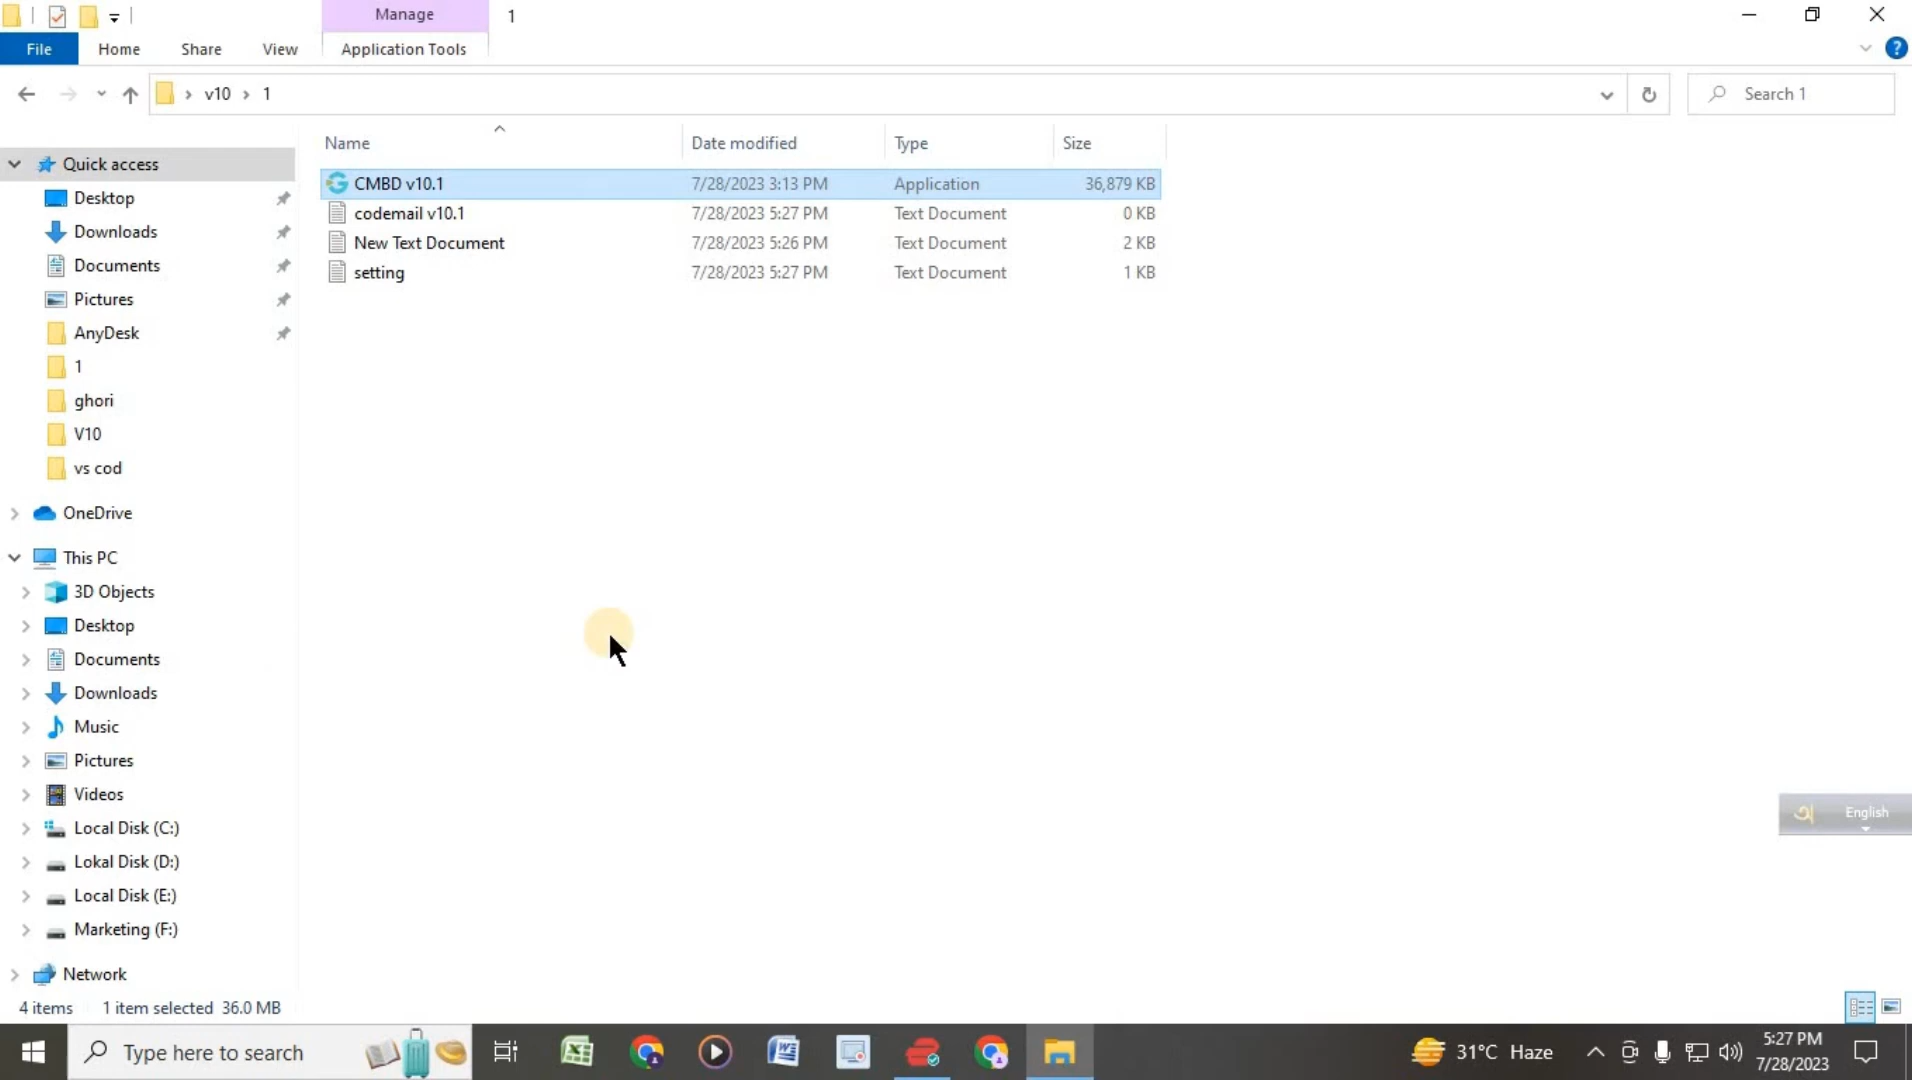 Manage
1
File
Home
Share
View
Application Tools
v10
1
Search 1
Name
Date modified
Type
Size
Quick access
Desktop
Downloads
Documents
Pictures
AnyDesk
1
ghori
V10
vs cod
OneDrive
This PC
3D Objects
Desktop
Documents
Downloads
Music
Pictures
Videos
Local Disk (C:)
Lokal Disk (D:)
Local Disk (E:)
Marketing (F:)
Network
CMBD v10.1 7/28/2023 3:13 PM Application 36,879 KB
codemail v10.1 7/28/2023 5:27 PM Text Document 0 KB
New Text Document 7/28/2023 5:26 PM Text Document 2 KB
setting 7/28/2023 5:27 PM Text Document 1 KB
অ English
4 items 1 item selected 36.0 MB
Type here to search
31°C Haze
5:27 PM
7/28/2023